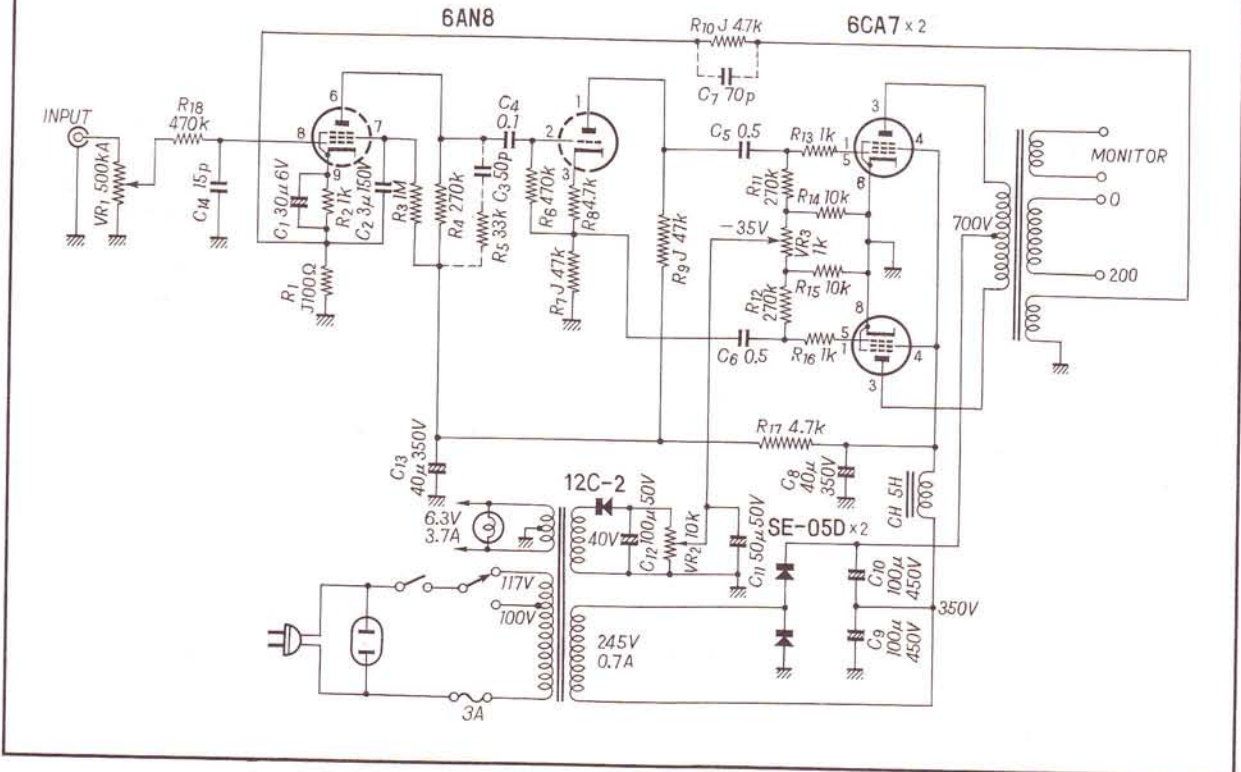 6AN8
6CA7×2
R10 J 4.7k
C7 70p
INPUT
VR1 500kA
R18
470k
C14 15p
6
8
7
9
C1 30μ 6V
R2 1k
C2 3μ 150V
R1
J100Ω
R3 1M
R4 270k
C3 50p
R5 33k
C4
0.1
1
2
3
R6 470k
R8 4.7k
R7 J 47k
R9 J 47k
C5 0.5
R13 1k
R11
270k
R14 10k
-35V
VR3
1k
R15 10k
R12
270k
C6 0.5
R16 1k
3
1
5
4
8
8
5
1
4
3
700V
MONITOR
0
200
R17 4.7k
C13
40μ 350V
C8
40μ
350V
CH 5H
6.3V
3.7A
12C-2
40V
C12 100μ 50V
VR2 10k
C11 50μ 50V
SE-05D×2
C10
100μ
450V
350V
C9
100μ
450V
117V
100V
245V
0.7A
3A